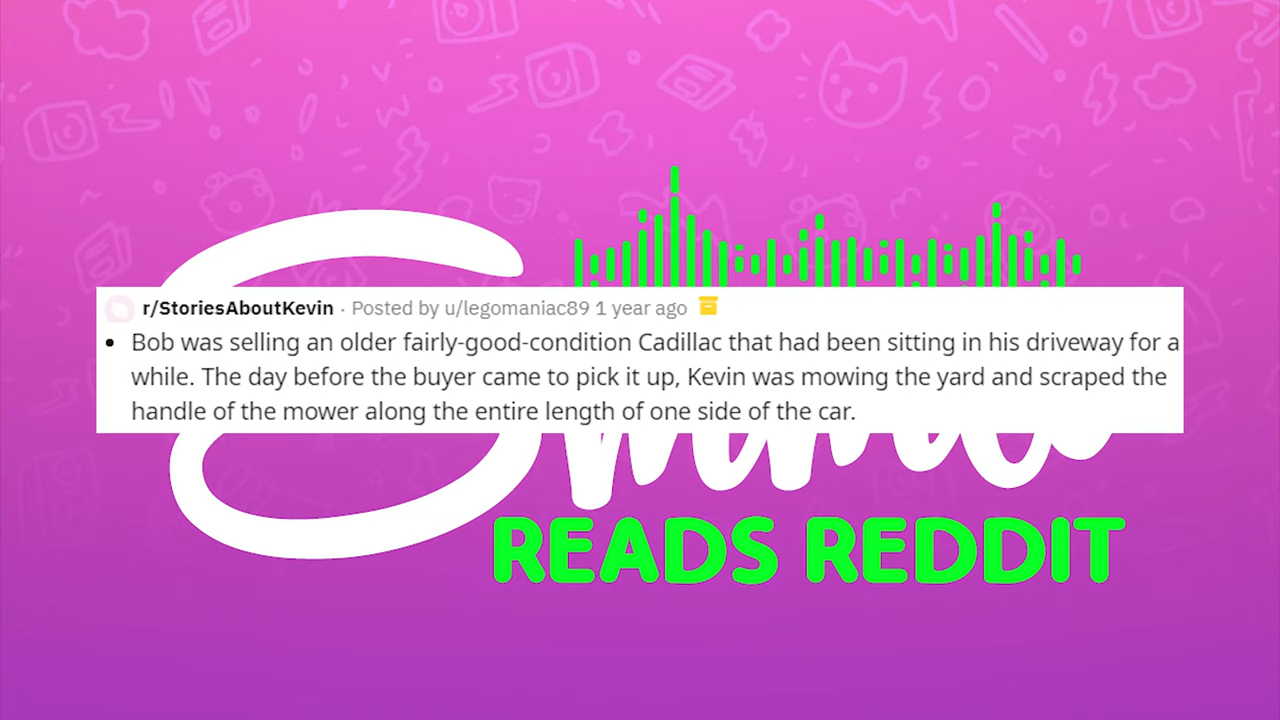 r/StoriesAboutKevin · Posted by u/legomaniac89 1 year ago
• Bob was selling an older fairly-good-condition Cadillac that had been sitting in his driveway for a
while. The day before the buyer came to pick it up, Kevin was mowing the yard and scraped the
handle of the mower along the entire length of one side of the car.
READS REDDIT